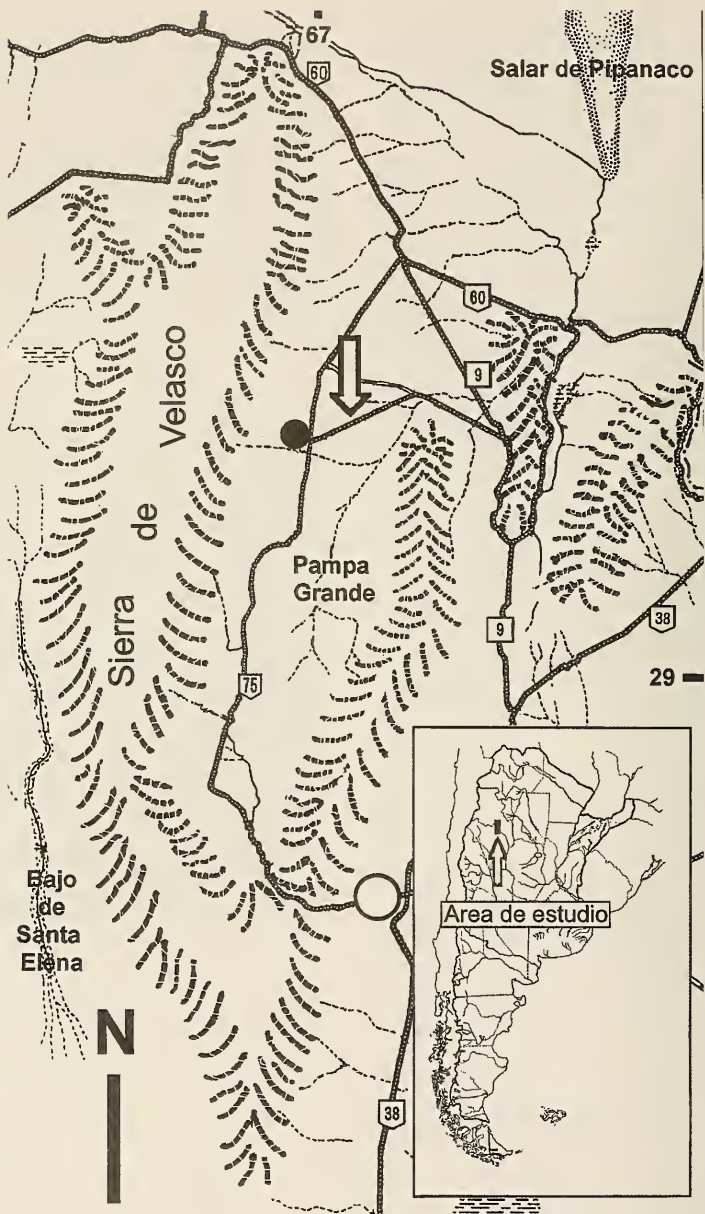 67
60
Salar de Pipanaco
60
Sierra de Velasco
9
Pampa
Grande
9
38
75
29
Bajo
de
Santa
Elena
Area de estudio
N
38